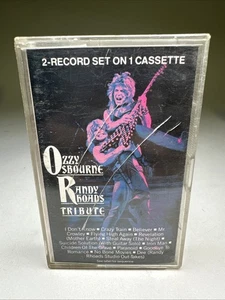 2-RECORD SET ON 1 CASSETTE
OZZY
OSBOURNE
RANDY
RHOADS
TRIBUTE
I Don't Know • Crazy Train • Believer • Mr.
Crowley • Flying High Again • Revelation
(Mother Earth) • Steal Away (The Night) •
Suicide Solution (With Guitar Solo) • Iron Man •
Children Of The Grave • Paranoid • Goodbye To
Romance • No Bone Movies • Dee (Randy
Rhoads Studio Out-takes)